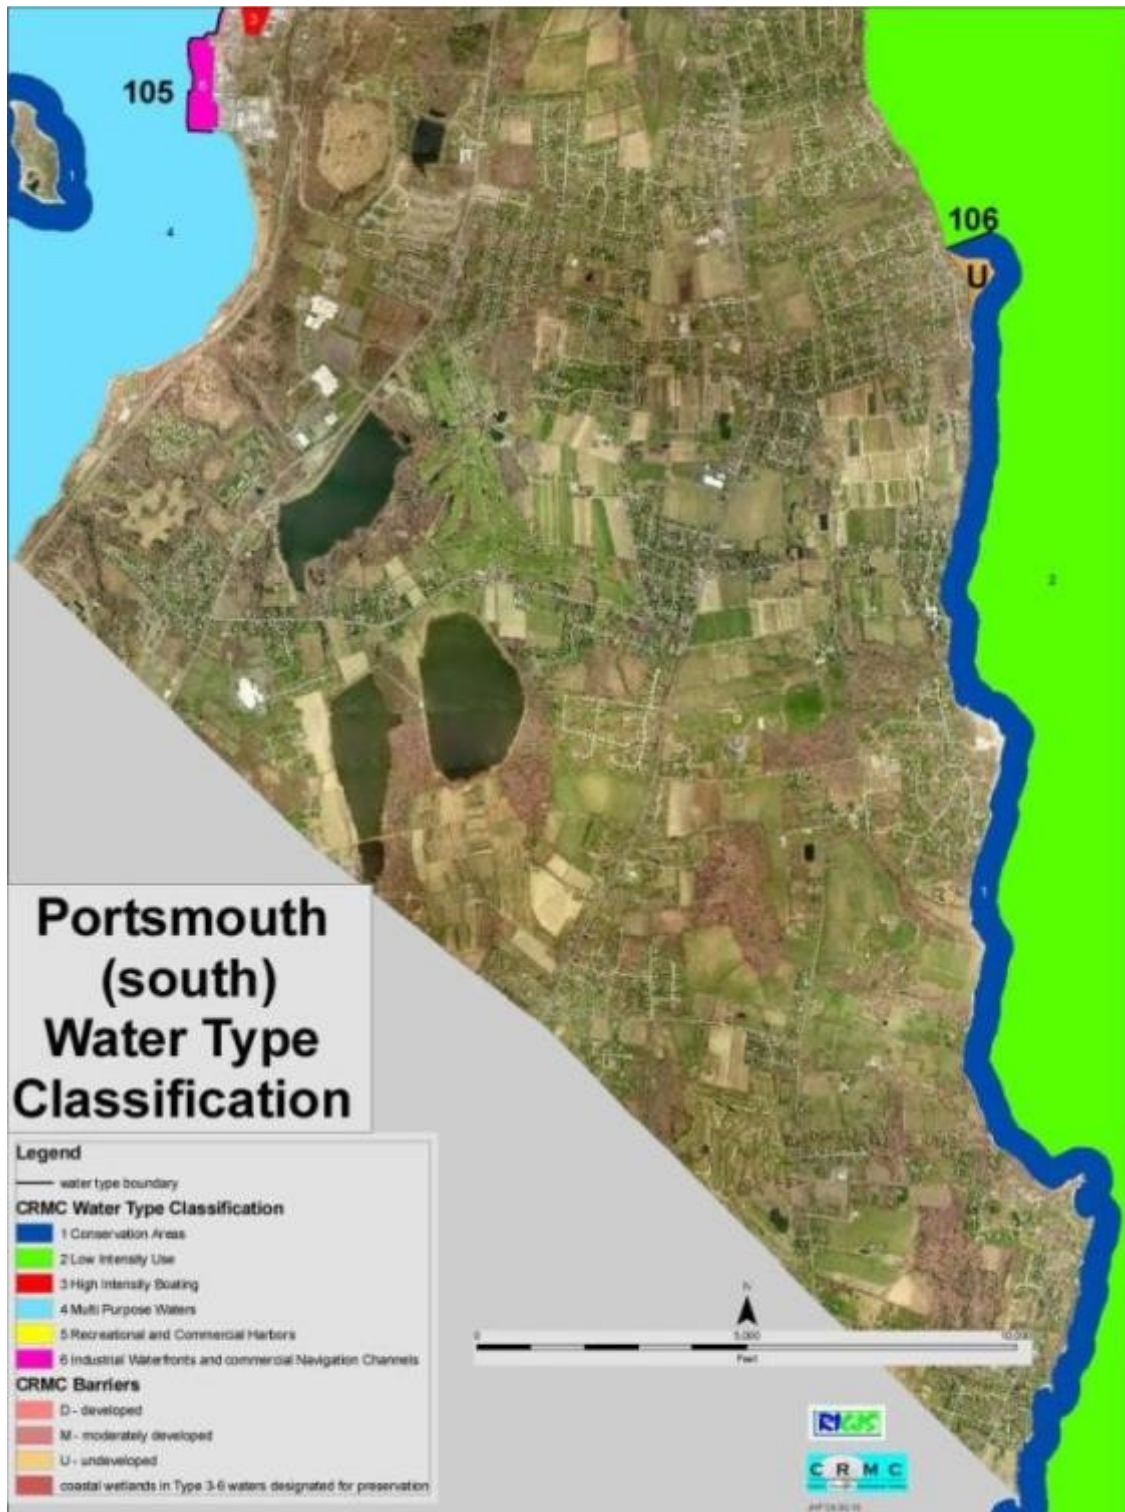 3
6
105
1
4
106
U
2
1
Portsmouth
(south)
Water Type
Classification
Legend
water type boundary
CRMC Water Type Classification
1 Conservation Areas
2 Low Intensity Use
3 High Intensity Boating
4 Multi Purpose Waters
5 Recreational and Commercial Harbors
6 Industrial Waterfronts and commercial Navigation Channels
CRMC Barriers
D - developed
M - moderately developed
U - undeveloped
coastal wetlands in Type 3-6 waters designated for preservation
N
0 5,000 10,000
Feet
RIGIS
C R M C